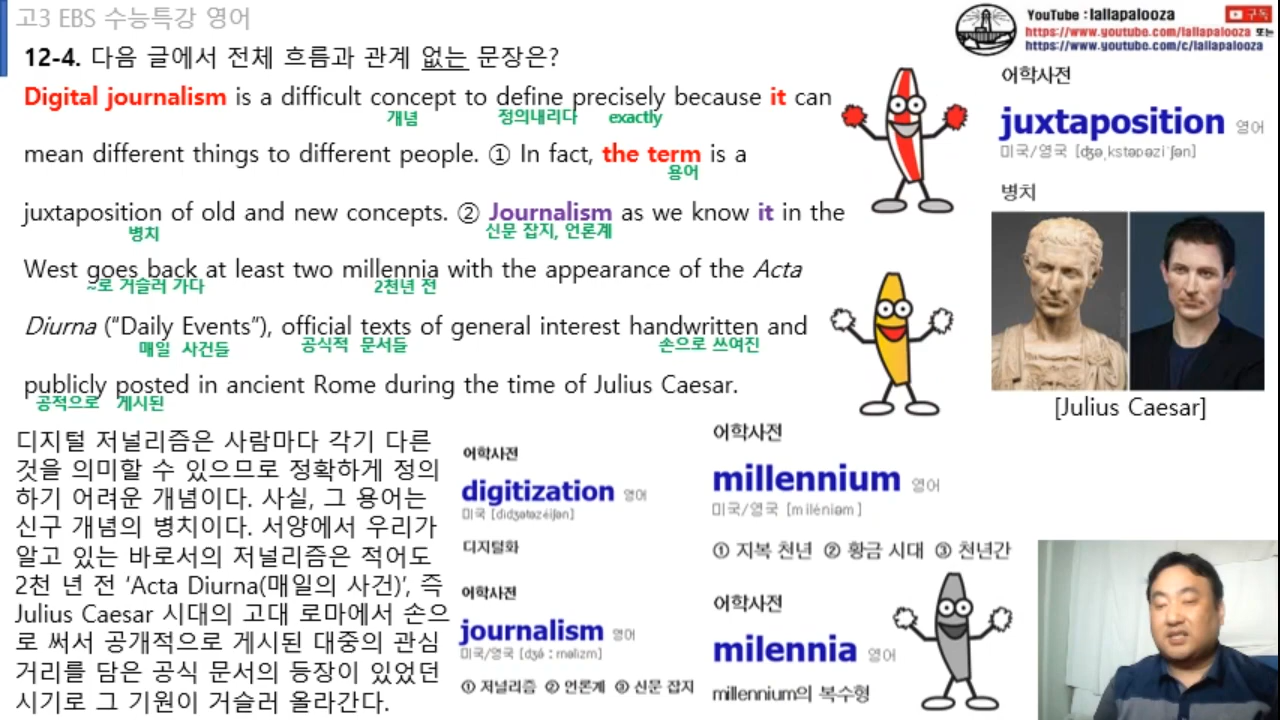 고3 EBS 수능특강 영어
YouTube : lallapalooza
구독
https://www.youtube.com/lallapalooza 또는
https://www.youtube.com/c/lallapalooza
12-4. 다음 글에서 전체 흐름과 관계 없는 문장은?
Digital journalism is a difficult concept to define precisely because it can
개념 정의내리다 exactly
mean different things to different people. ① In fact, the term is a
용어
juxtaposition of old and new concepts. ② Journalism as we know it in the
병치 신문 잡지, 언론계
West goes back at least two millennia with the appearance of the Acta
~로 거슬러 가다 2천년 전
Diurna (“Daily Events”), official texts of general interest handwritten and
매일 사건들 공식적 문서들 손으로 쓰여진
publicly posted in ancient Rome during the time of Julius Caesar.
공적으로 게시된
어학사전
juxtaposition 영어
미국/영국 [dʒəˌkstəpəziˈʃən]
병치
[Julius Caesar]
디지털 저널리즘은 사람마다 각기 다른
것을 의미할 수 있으므로 정확하게 정의
하기 어려운 개념이다. 사실, 그 용어는
신구 개념의 병치이다. 서양에서 우리가
알고 있는 바로서의 저널리즘은 적어도
2천 년 전 ‘Acta Diurna(매일의 사건)’, 즉
Julius Caesar 시대의 고대 로마에서 손으
로 써서 공개적으로 게시된 대중의 관심
거리를 담은 공식 문서의 등장이 있었던
시기로 그 기원이 거슬러 올라간다.
어학사전
digitization 영어
미국 [didʒətəzéiʃən]
디지털화
어학사전
journalism 영어
미국/영국 [dʒə́ːrnəlizm]
① 저널리즘 ② 언론계 ③ 신문 잡지
어학사전
millennium 영어
미국/영국 [miléniəm]
① 지복 천년 ② 황금 시대 ③ 천년간
어학사전
milennia 영어
millennium의 복수형